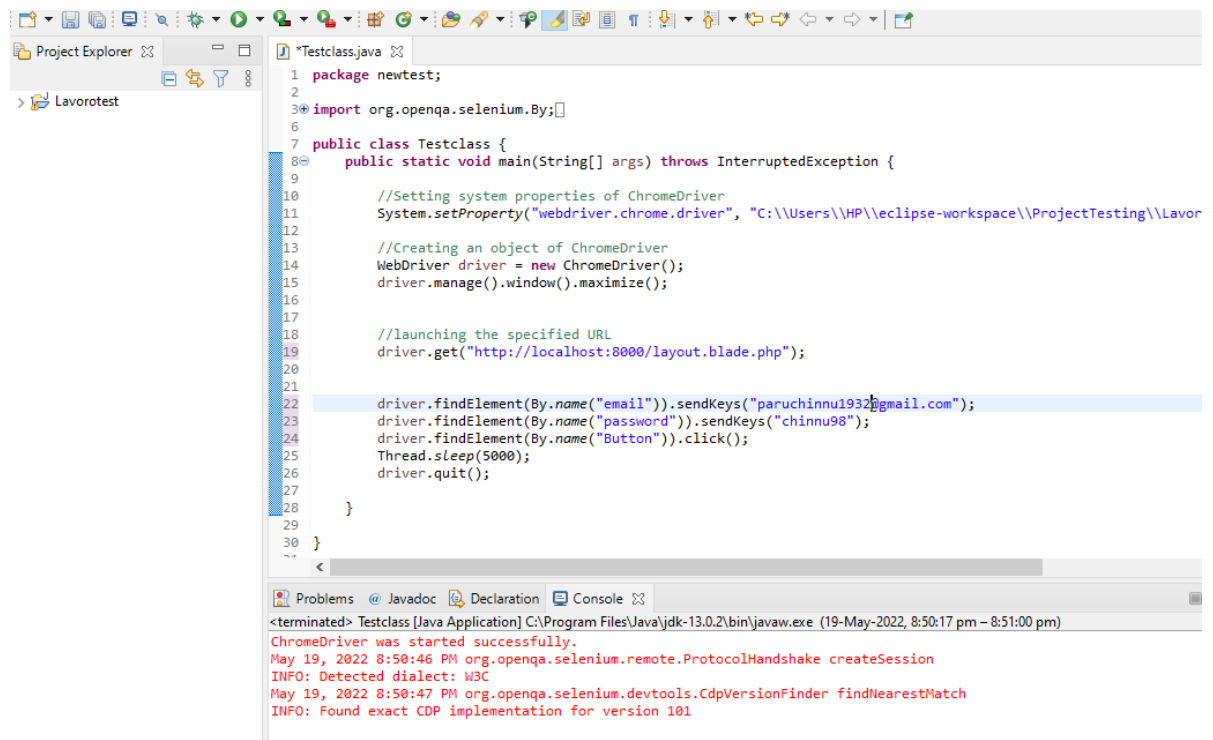 Project Explorer
Lavorotest
*Testclass.java
1 package newtest;
2
3 import org.openqa.selenium.By;
6
7 public class Testclass {
8 public static void main(String[] args) throws InterruptedException {
9
10 //Setting system properties of ChromeDriver
11 System.setProperty("webdriver.chrome.driver", "C:\\Users\\HP\\eclipse-workspace\\ProjectTesting\\Lavor
12
13 //Creating an object of ChromeDriver
14 WebDriver driver = new ChromeDriver();
15 driver.manage().window().maximize();
16
17
18 //launching the specified URL
19 driver.get("http://localhost:8000/layout.blade.php");
20
21
22 driver.findElement(By.name("email")).sendKeys("paruchinnu1932@gmail.com");
23 driver.findElement(By.name("password")).sendKeys("chinnu98");
24 driver.findElement(By.name("Button")).click();
25 Thread.sleep(5000);
26 driver.quit();
27
28 }
29
30 }
Problems @ Javadoc Declaration Console
<terminated> Testclass [Java Application] C:\Program Files\Java\jdk-13.0.2\bin\javaw.exe (19-May-2022, 8:50:17 pm – 8:51:00 pm)
ChromeDriver was started successfully.
May 19, 2022 8:50:46 PM org.openqa.selenium.remote.ProtocolHandshake createSession
INFO: Detected dialect: W3C
May 19, 2022 8:50:47 PM org.openqa.selenium.devtools.CdpVersionFinder findNearestMatch
INFO: Found exact CDP implementation for version 101